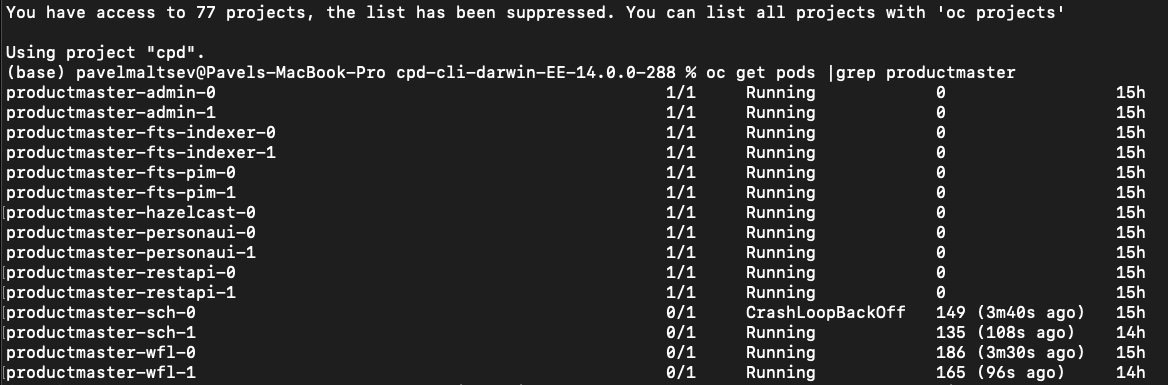 You have access to 77 projects, the list has been suppressed. You can list all projects with 'oc projects'
Using project "cpd".
(base) pavelmaltsev@Pavels-MacBook-Pro cpd-cli-darwin-EE-14.0.0-288 % oc get pods |grep productmaster
productmaster-admin-0 1/1 Running 0 15h
productmaster-admin-1 1/1 Running 0 15h
productmaster-fts-indexer-0 1/1 Running 0 15h
productmaster-fts-indexer-1 1/1 Running 0 15h
productmaster-fts-pim-0 1/1 Running 0 15h
productmaster-fts-pim-1 1/1 Running 0 15h
productmaster-hazelcast-0 1/1 Running 0 15h
productmaster-personaui-0 1/1 Running 0 15h
productmaster-personaui-1 1/1 Running 0 15h
productmaster-restapi-0 1/1 Running 0 15h
productmaster-restapi-1 1/1 Running 0 15h
productmaster-sch-0 0/1 CrashLoopBackOff 149 (3m40s ago) 15h
productmaster-sch-1 0/1 Running 135 (108s ago) 14h
productmaster-wfl-0 0/1 Running 186 (3m30s ago) 15h
productmaster-wfl-1 0/1 Running 165 (96s ago) 14h